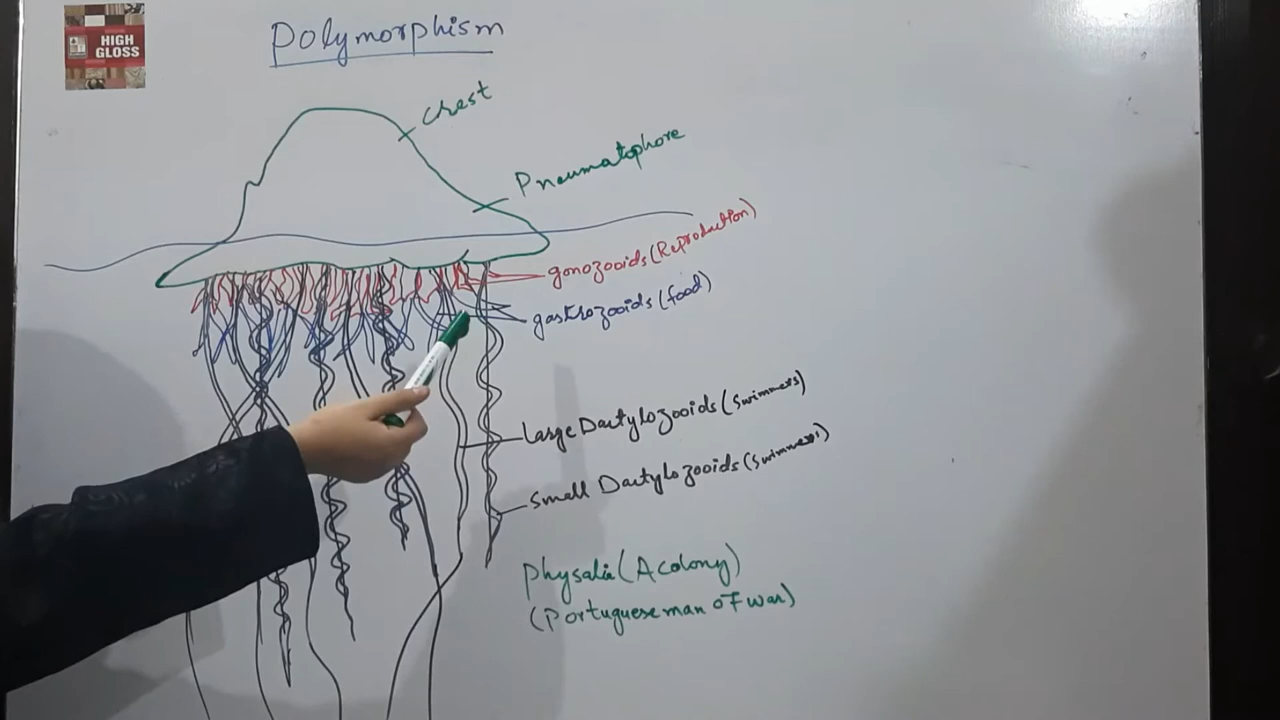 HIGH
GLOSS
Polymorphism
Chest
Pneumatophore
gonozooids (Reproduction)
gastrozooids (food)
Large Dactylozooids (Swimmers)
Small Dactylozooids (Swimmers)
Physalia (A colony)
(Portuguese man of war)